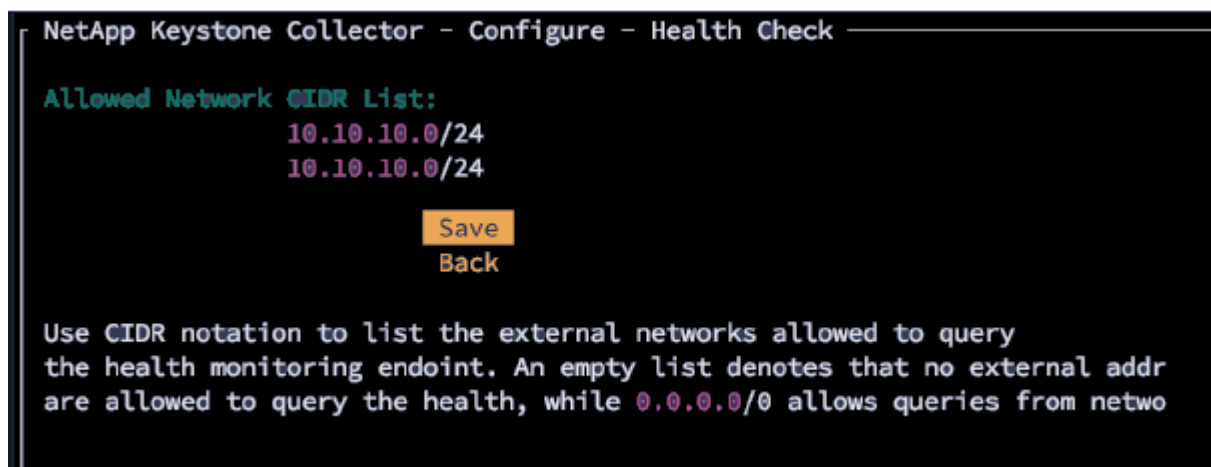 NetApp Keystone Collector - Configure - Health Check
Allowed Network CIDR List:
10.10.10.0/24
10.10.10.0/24
Save
Back
Use CIDR notation to list the external networks allowed to query
the health monitoring endoint. An empty list denotes that no external addr
are allowed to query the health, while 0.0.0.0/0 allows queries from netwo